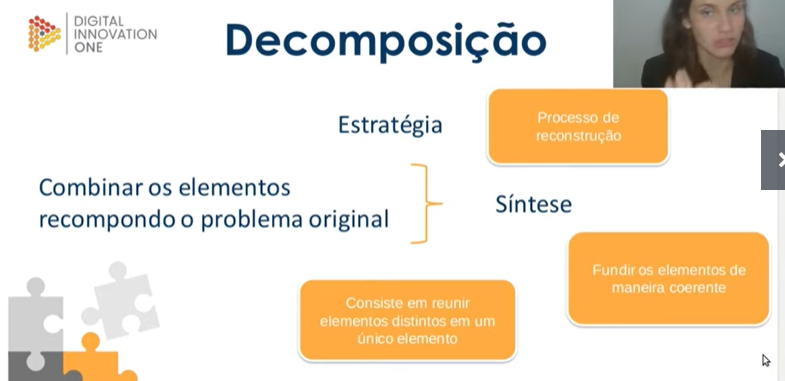 DIGITAL
INNOVATION
ONE
Decomposição
Estratégia
Processo de
reconstrução
Combinar os elementos
recompondo o problema original
Síntese
Fundir os elementos de
maneira coerente
Consiste em reunir
elementos distintos em um
único elemento